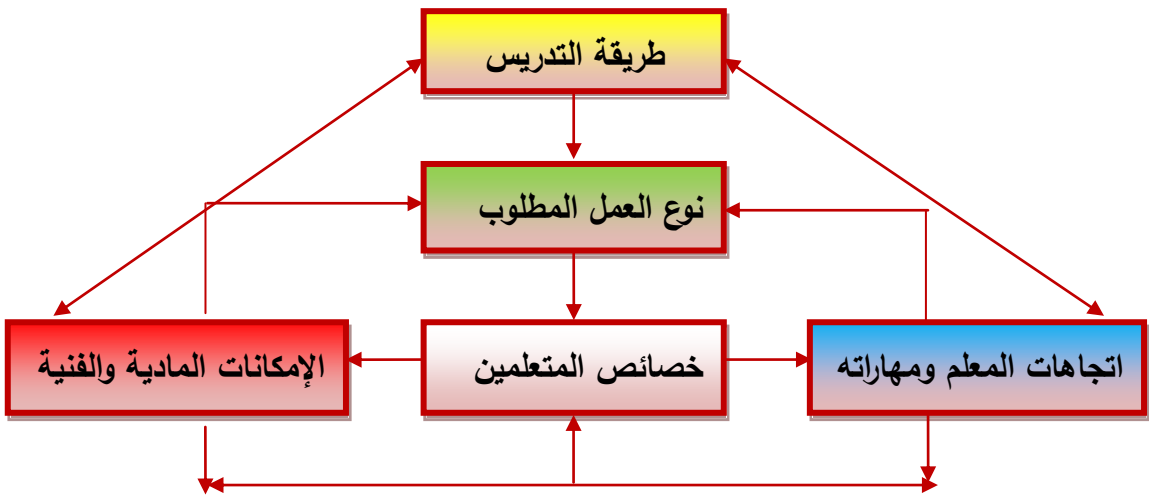 طريقة التدريس
نوع العمل المطلوب
اتجاهات المعلم ومهاراته
خصائص المتعلمين
الإمكانات المادية والفنية